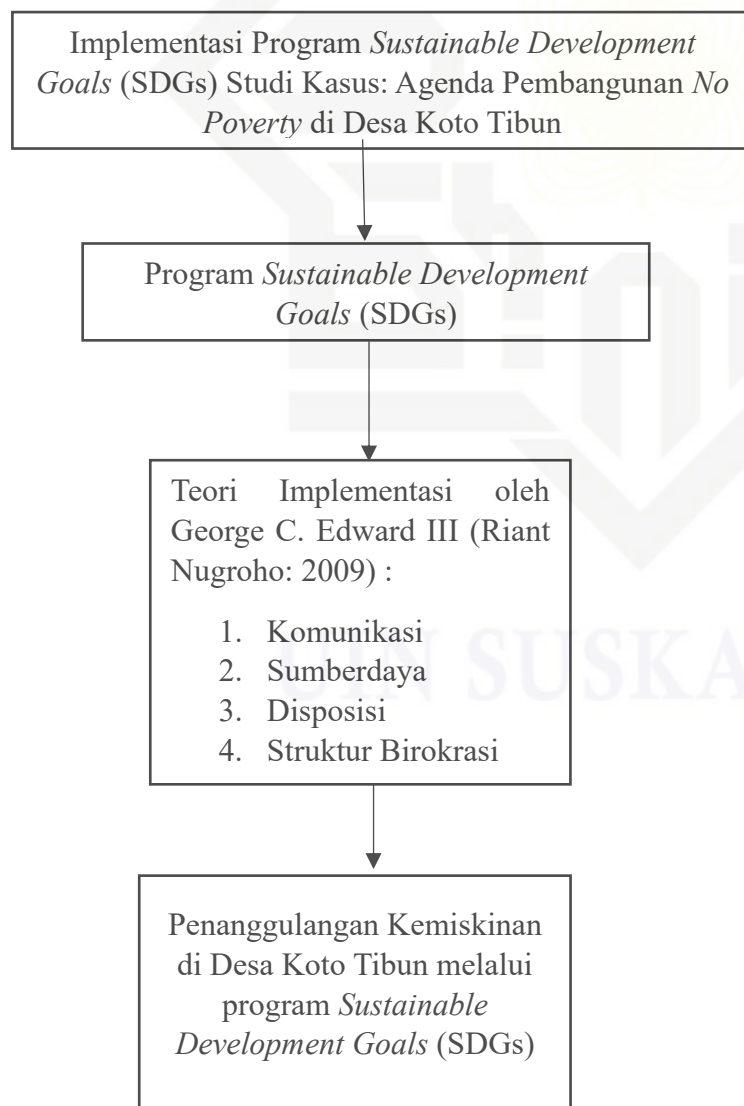 Implementasi Program Sustainable Development
Goals (SDGs) Studi Kasus: Agenda Pembangunan No
Poverty di Desa Koto Tibun
Program Sustainable Development
Goals (SDGs)
Teori Implementasi oleh
George C. Edward III (Riant
Nugroho: 2009) :
1. Komunikasi
2. Sumberdaya
3. Disposisi
4. Struktur Birokrasi
UIN SUSKA
Penanggulangan Kemiskinan
di Desa Koto Tibun melalui
program Sustainable
Development Goals (SDGs)